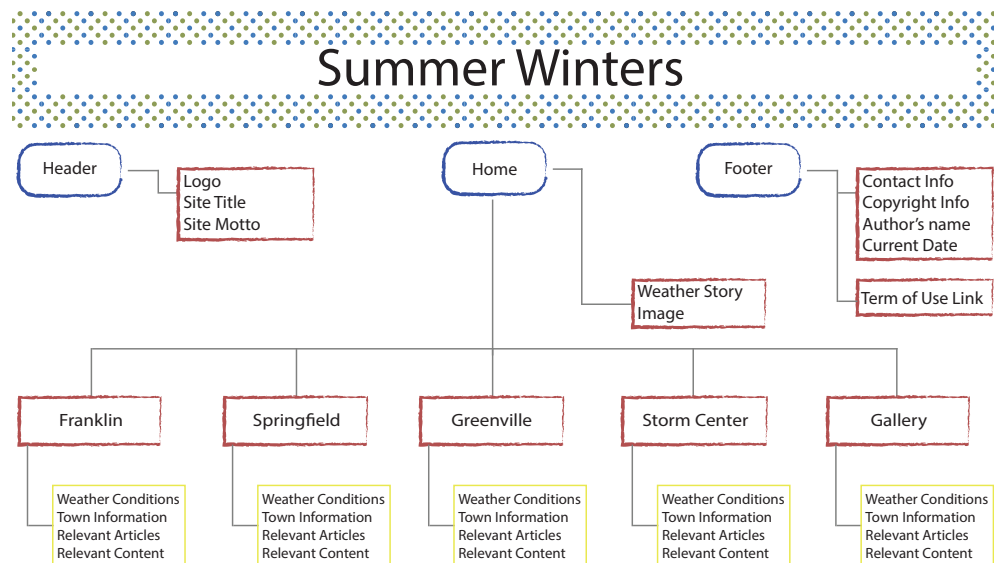 Summer Winters
Header
Logo
Site Title
Site Motto
Home
Weather Story
Image
Footer
Contact Info
Copyright Info
Author's name
Current Date
Term of Use Link
Franklin
Springfield
Greenville
Storm Center
Gallery
Weather Conditions
Town Information
Relevant Articles
Relevant Content
Weather Conditions
Town Information
Relevant Articles
Relevant Content
Weather Conditions
Town Information
Relevant Articles
Relevant Content
Weather Conditions
Town Information
Relevant Articles
Relevant Content
Weather Conditions
Town Information
Relevant Articles
Relevant Content